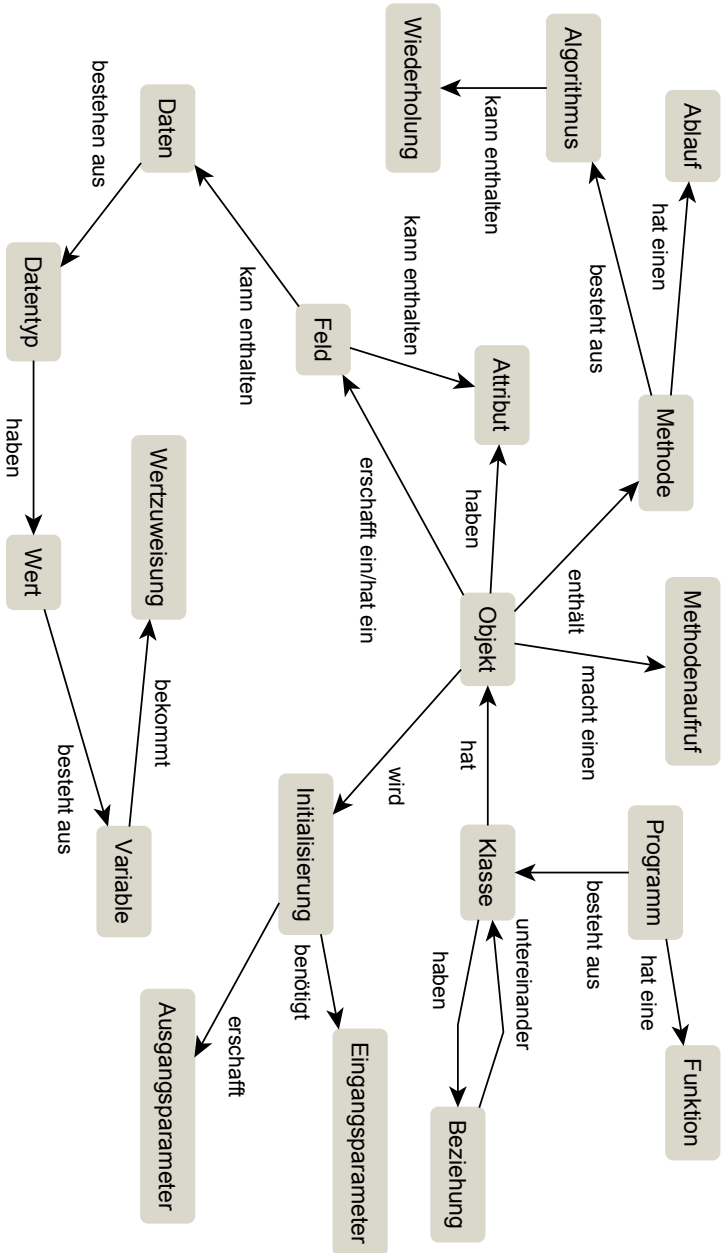 Ablauf
hat einen
Methode
Methodenaufruf
Programm
hat eine
Funktion
Algorithmus
besteht aus
enthält
macht einen
besteht aus
kann enthalten
Wiederholung
kann enthalten
Attribut
haben
Objekt
hat
Klasse
untereinander
haben
Beziehung
Feld
kann enthalten
erschafft ein/hat ein
wird
Initialisierung
benötigt
Eingangsparameter
erschafft
Ausgangsparameter
Daten
bestehen aus
Datentyp
haben
Wert
besteht aus
Variable
bekommt
Wertzuweisung